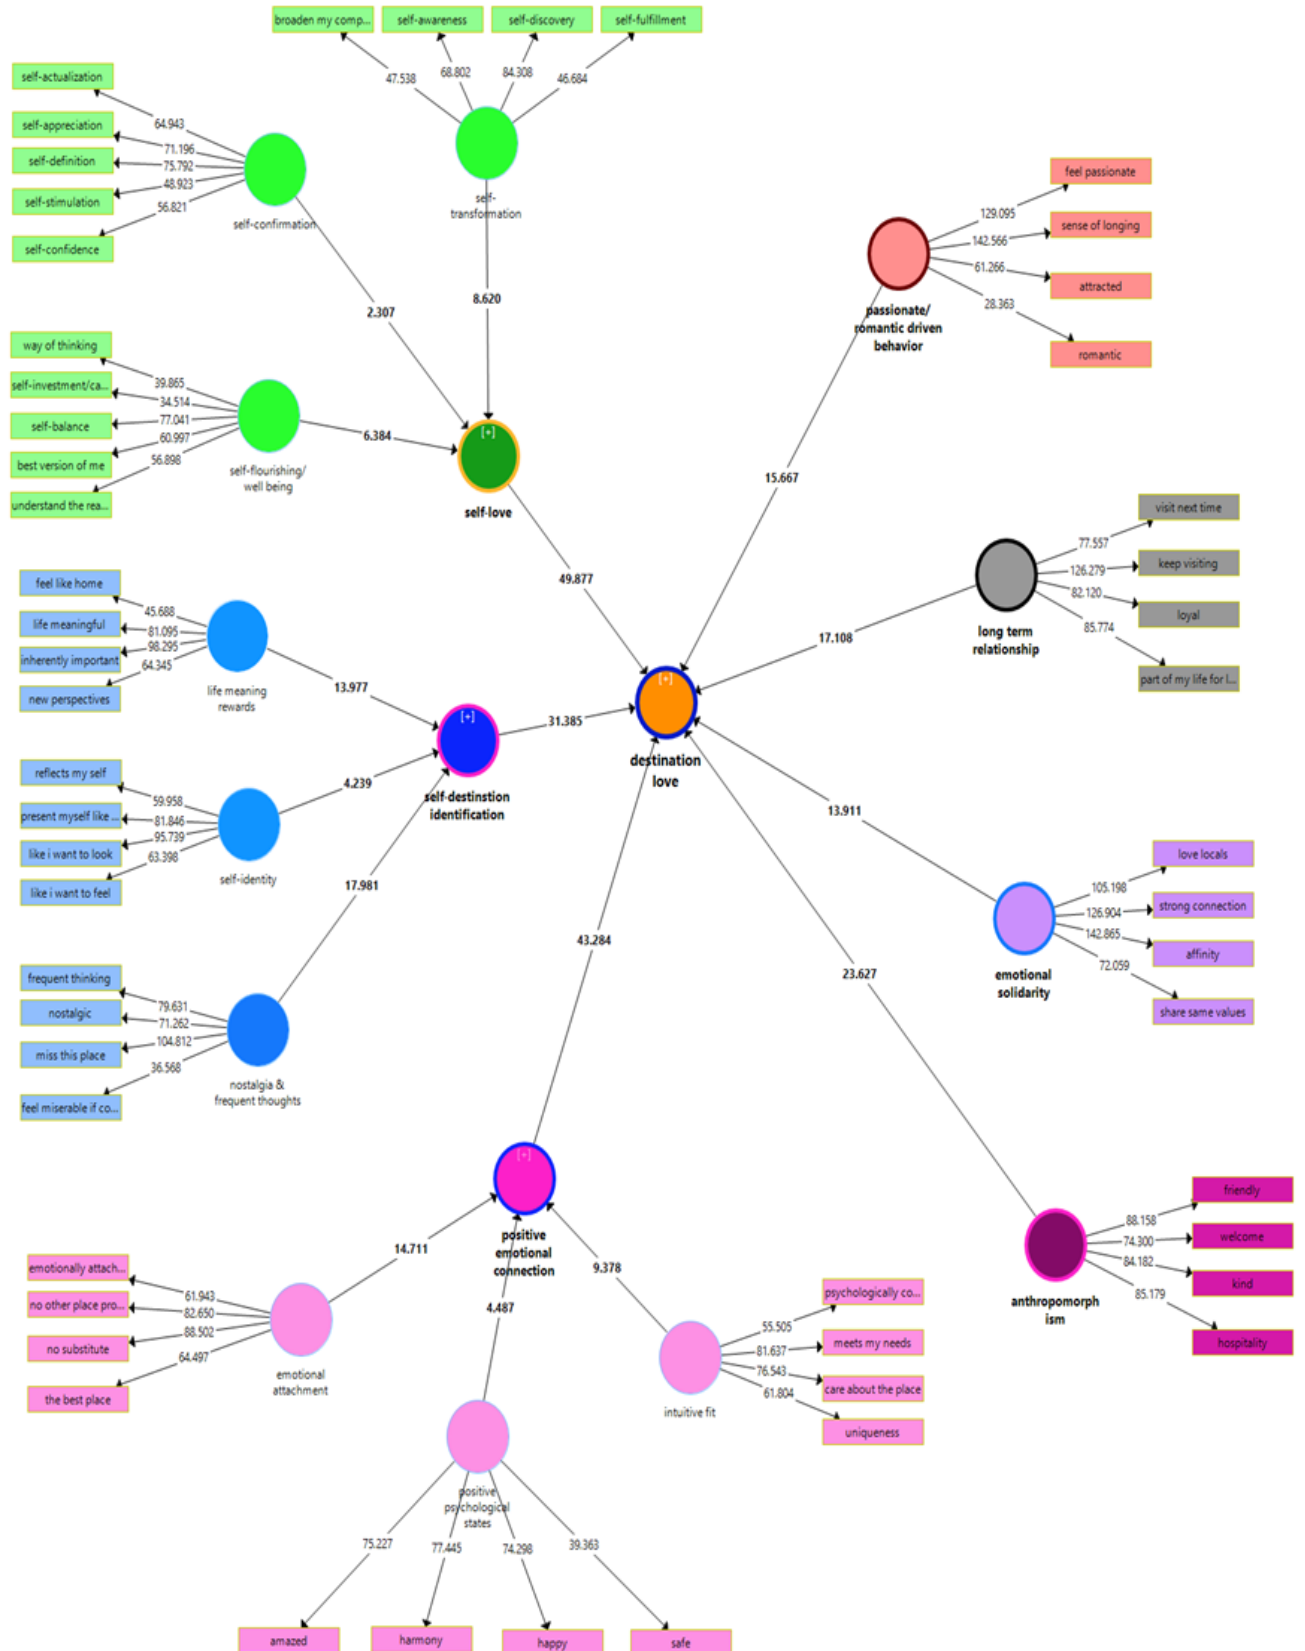 broaden my comp...
self-awareness
self-discovery
self-fulfillment
47.538
68.802
84.308
46.684
self-transformation
self-actualization
self-appreciation
self-definition
self-stimulation
self-confidence
64.943
71.196
75.792
48.923
56.821
self-confirmation
2.307
8.620
way of thinking
self-investment/ca...
self-balance
best version of me
understand the rea...
39.865
34.514
77.041
60.997
56.898
self-flourishing/
well being
6.384
[+]
self-love
49.877
feel passionate
sense of longing
attracted
romantic
129.095
142.566
61.266
28.363
passionate/
romantic driven
behavior
15.667
visit next time
keep visiting
loyal
part of my life for l...
77.557
126.279
82.120
85.774
long term
relationship
17.108
feel like home
life meaningful
inherently important
new perspectives
45.688
81.095
98.295
64.345
life meaning
rewards
13.977
[+]
self-destinstion
identification
31.385
[+]
destination
love
reflects my self
present myself like ...
like i want to look
like i want to feel
59.958
81.846
95.739
63.398
self-identity
4.239
17.981
frequent thinking
nostalgic
miss this place
feel miserable if co...
79.631
71.262
104.812
36.568
nostalgia &
frequent thoughts
43.284
13.911
love locals
strong connection
affinity
share same values
105.198
126.904
142.865
72.059
emotional
solidarity
23.627
friendly
welcome
kind
hospitality
88.158
74.300
84.182
85.179
anthropomorph
ism
[+]
positive
emotional
connection
14.711
4.487
9.378
emotionally attach...
no other place pro...
no substitute
the best place
61.943
82.650
88.502
64.497
emotional
attachment
psychologically co...
meets my needs
care about the place
uniqueness
55.505
81.637
76.543
61.804
intuitive fit
positive
psychological
states
75.227
77.445
74.298
39.363
amazed
harmony
happy
safe